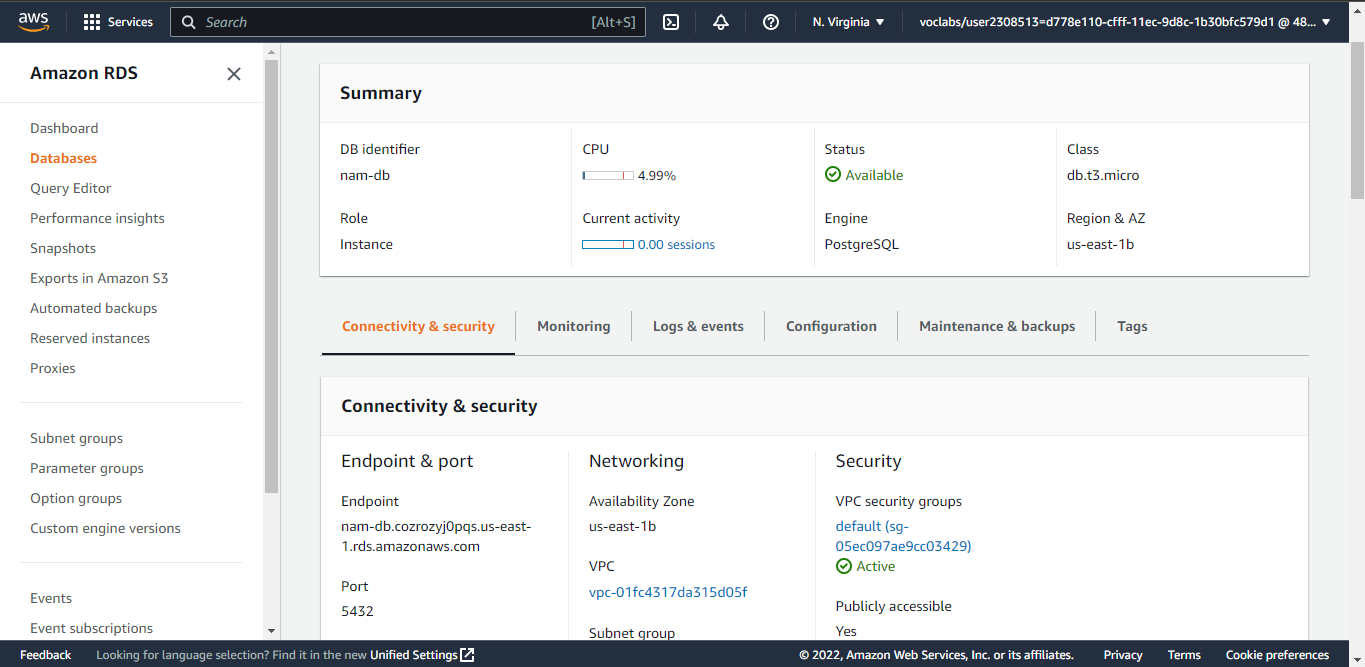 aws
Services
Search
[Alt+S]
N. Virginia
voclabs/user2308513=d778e110-cfff-11ec-9d8c-1b30bfc579d1 @ 48...
Amazon RDS
Dashboard
Databases
Query Editor
Performance insights
Snapshots
Exports in Amazon S3
Automated backups
Reserved instances
Proxies
Subnet groups
Parameter groups
Option groups
Custom engine versions
Events
Event subscriptions
Summary
DB identifier
nam-db
CPU
4.99%
Status
Available
Class
db.t3.micro
Role
Instance
Current activity
0.00 sessions
Engine
PostgreSQL
Region & AZ
us-east-1b
Connectivity & security
Monitoring
Logs & events
Configuration
Maintenance & backups
Tags
Connectivity & security
Endpoint & port
Endpoint
nam-db.cozrozyj0pqs.us-east-
1.rds.amazonaws.com
Port
5432
Networking
Availability Zone
us-east-1b
VPC
vpc-01fc4317da315d05f
Subnet group
Security
VPC security groups
default (sg-
05ec097ae9cc03429)
Active
Publicly accessible
Yes
Feedback
Looking for language selection? Find it in the new Unified Settings
© 2022, Amazon Web Services, Inc. or its affiliates.
Privacy
Terms
Cookie preferences